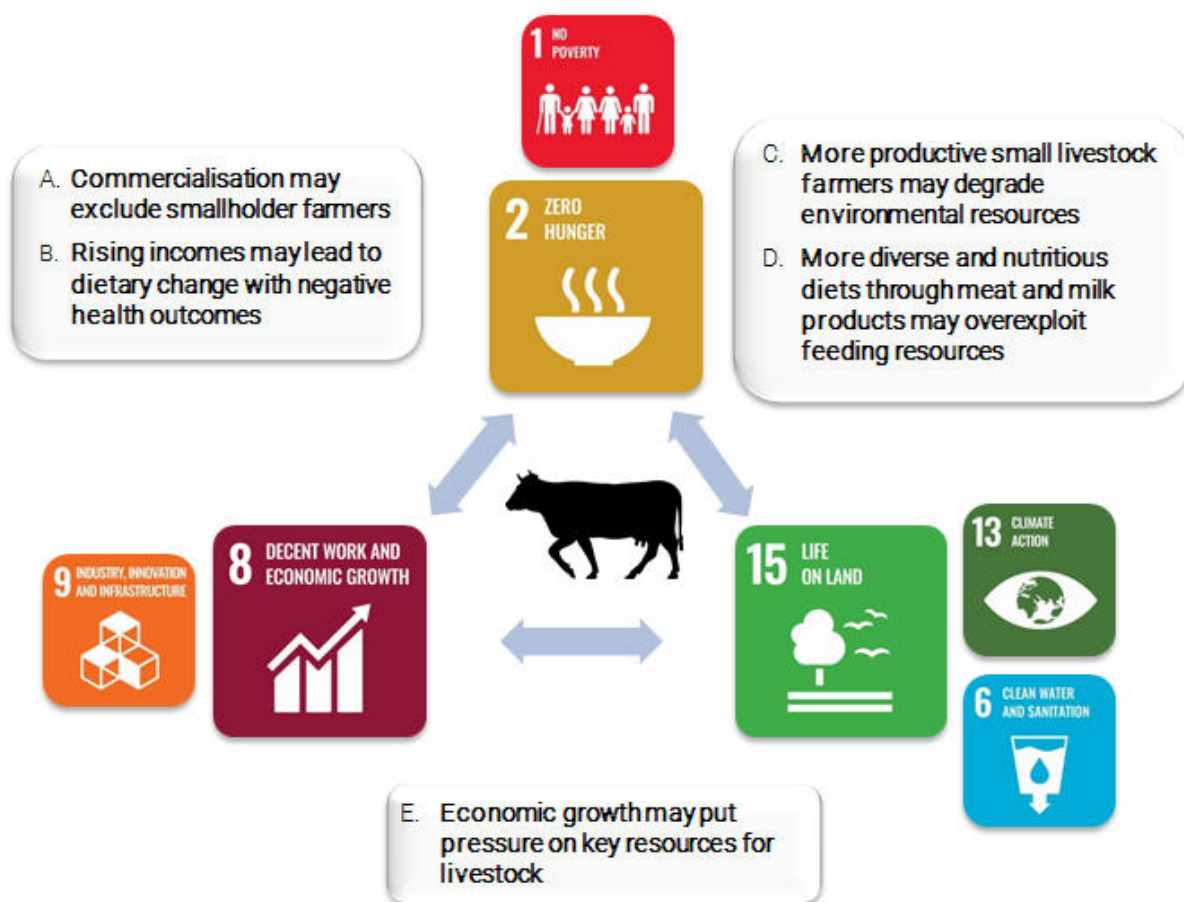 1 NO
POVERTY
A. Commercialisation may
exclude smallholder farmers
B. Rising incomes may lead to
dietary change with negative
health outcomes
2 ZERO
HUNGER
C. More productive small livestock
farmers may degrade
environmental resources
D. More diverse and nutritious
diets through meat and milk
products may overexploit
feeding resources
9 INDUSTRY, INNOVATION
AND INFRASTRUCTURE
8 DECENT WORK AND
ECONOMIC GROWTH
15 LIFE
ON LAND
13 CLIMATE
ACTION
6 CLEAN WATER
AND SANITATION
E. Economic growth may put
pressure on key resources for
livestock